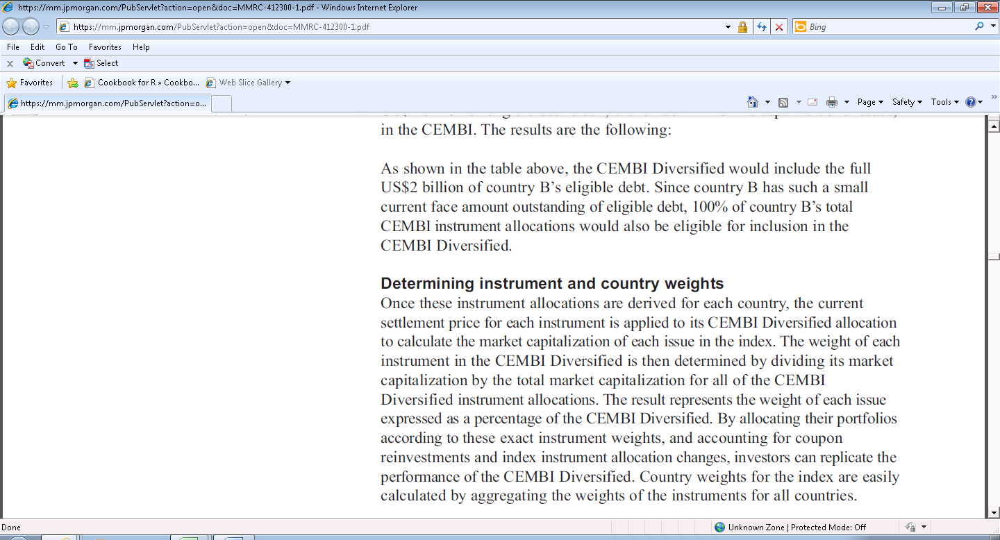 https://mm.jpmorgan.com/PubServlet?action=open&doc=MMRC-412300-1.pdf - Windows Internet Explorer
https://mm.jpmorgan.com/PubServlet?action=open&doc=MMRC-412300-1.pdf
Bing
File Edit Go To Favorites Help
x Convert Select
Favorites Cookbook for R » Cookbo... Web Slice Gallery
https://mm.jpmorgan.com/PubServlet?action=o... Page Safety Tools
in the CEMBI. The results are the following:
As shown in the table above, the CEMBI Diversified would include the full
US$2 billion of country B’s eligible debt. Since country B has such a small
current face amount outstanding of eligible debt, 100% of country B’s total
CEMBI instrument allocations would also be eligible for inclusion in the
CEMBI Diversified.
Determining instrument and country weights
Once these instrument allocations are derived for each country, the current
settlement price for each instrument is applied to its CEMBI Diversified allocation
to calculate the market capitalization of each issue in the index. The weight of each
instrument in the CEMBI Diversified is then determined by dividing its market
capitalization by the total market capitalization for all of the CEMBI
Diversified instrument allocations. The result represents the weight of each issue
expressed as a percentage of the CEMBI Diversified. By allocating their portfolios
according to these exact instrument weights, and accounting for coupon
reinvestments and index instrument allocation changes, investors can replicate the
performance of the CEMBI Diversified. Country weights for the index are easily
calculated by aggregating the weights of the instruments for all countries.
Done Unknown Zone | Protected Mode: Off